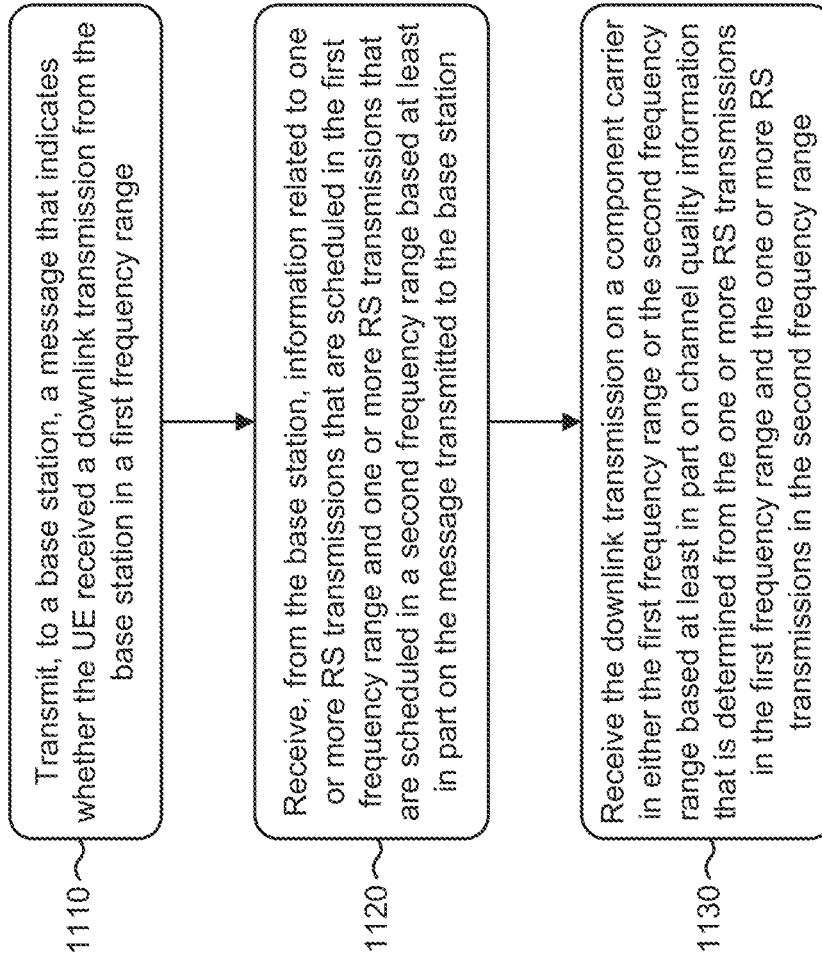 1110
Transmit, to a base station, a message that indicates
whether the UE received a downlink transmission from the
base station in a first frequency range
1120
Receive, from the base station, information related to one
or more RS transmissions that are scheduled in the first
frequency range and one or more RS transmissions that
are scheduled in a second frequency range based at least
in part on the message transmitted to the base station
1130
Receive the downlink transmission on a component carrier
in either the first frequency range or the second frequency
range based at least in part on channel quality information
that is determined from the one or more RS transmissions
in the first frequency range and the one or more RS
transmissions in the second frequency range